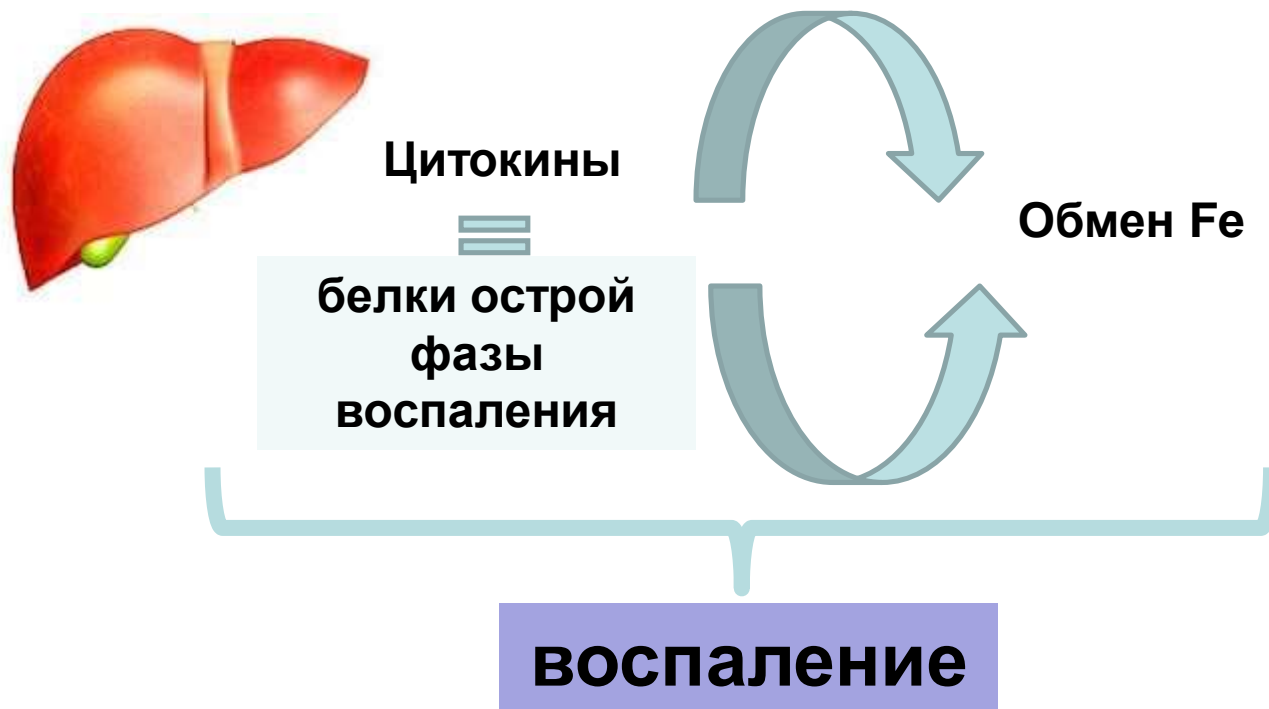 Цитокины
Обмен Fe
белки острой
фазы
воспаления
воспаление